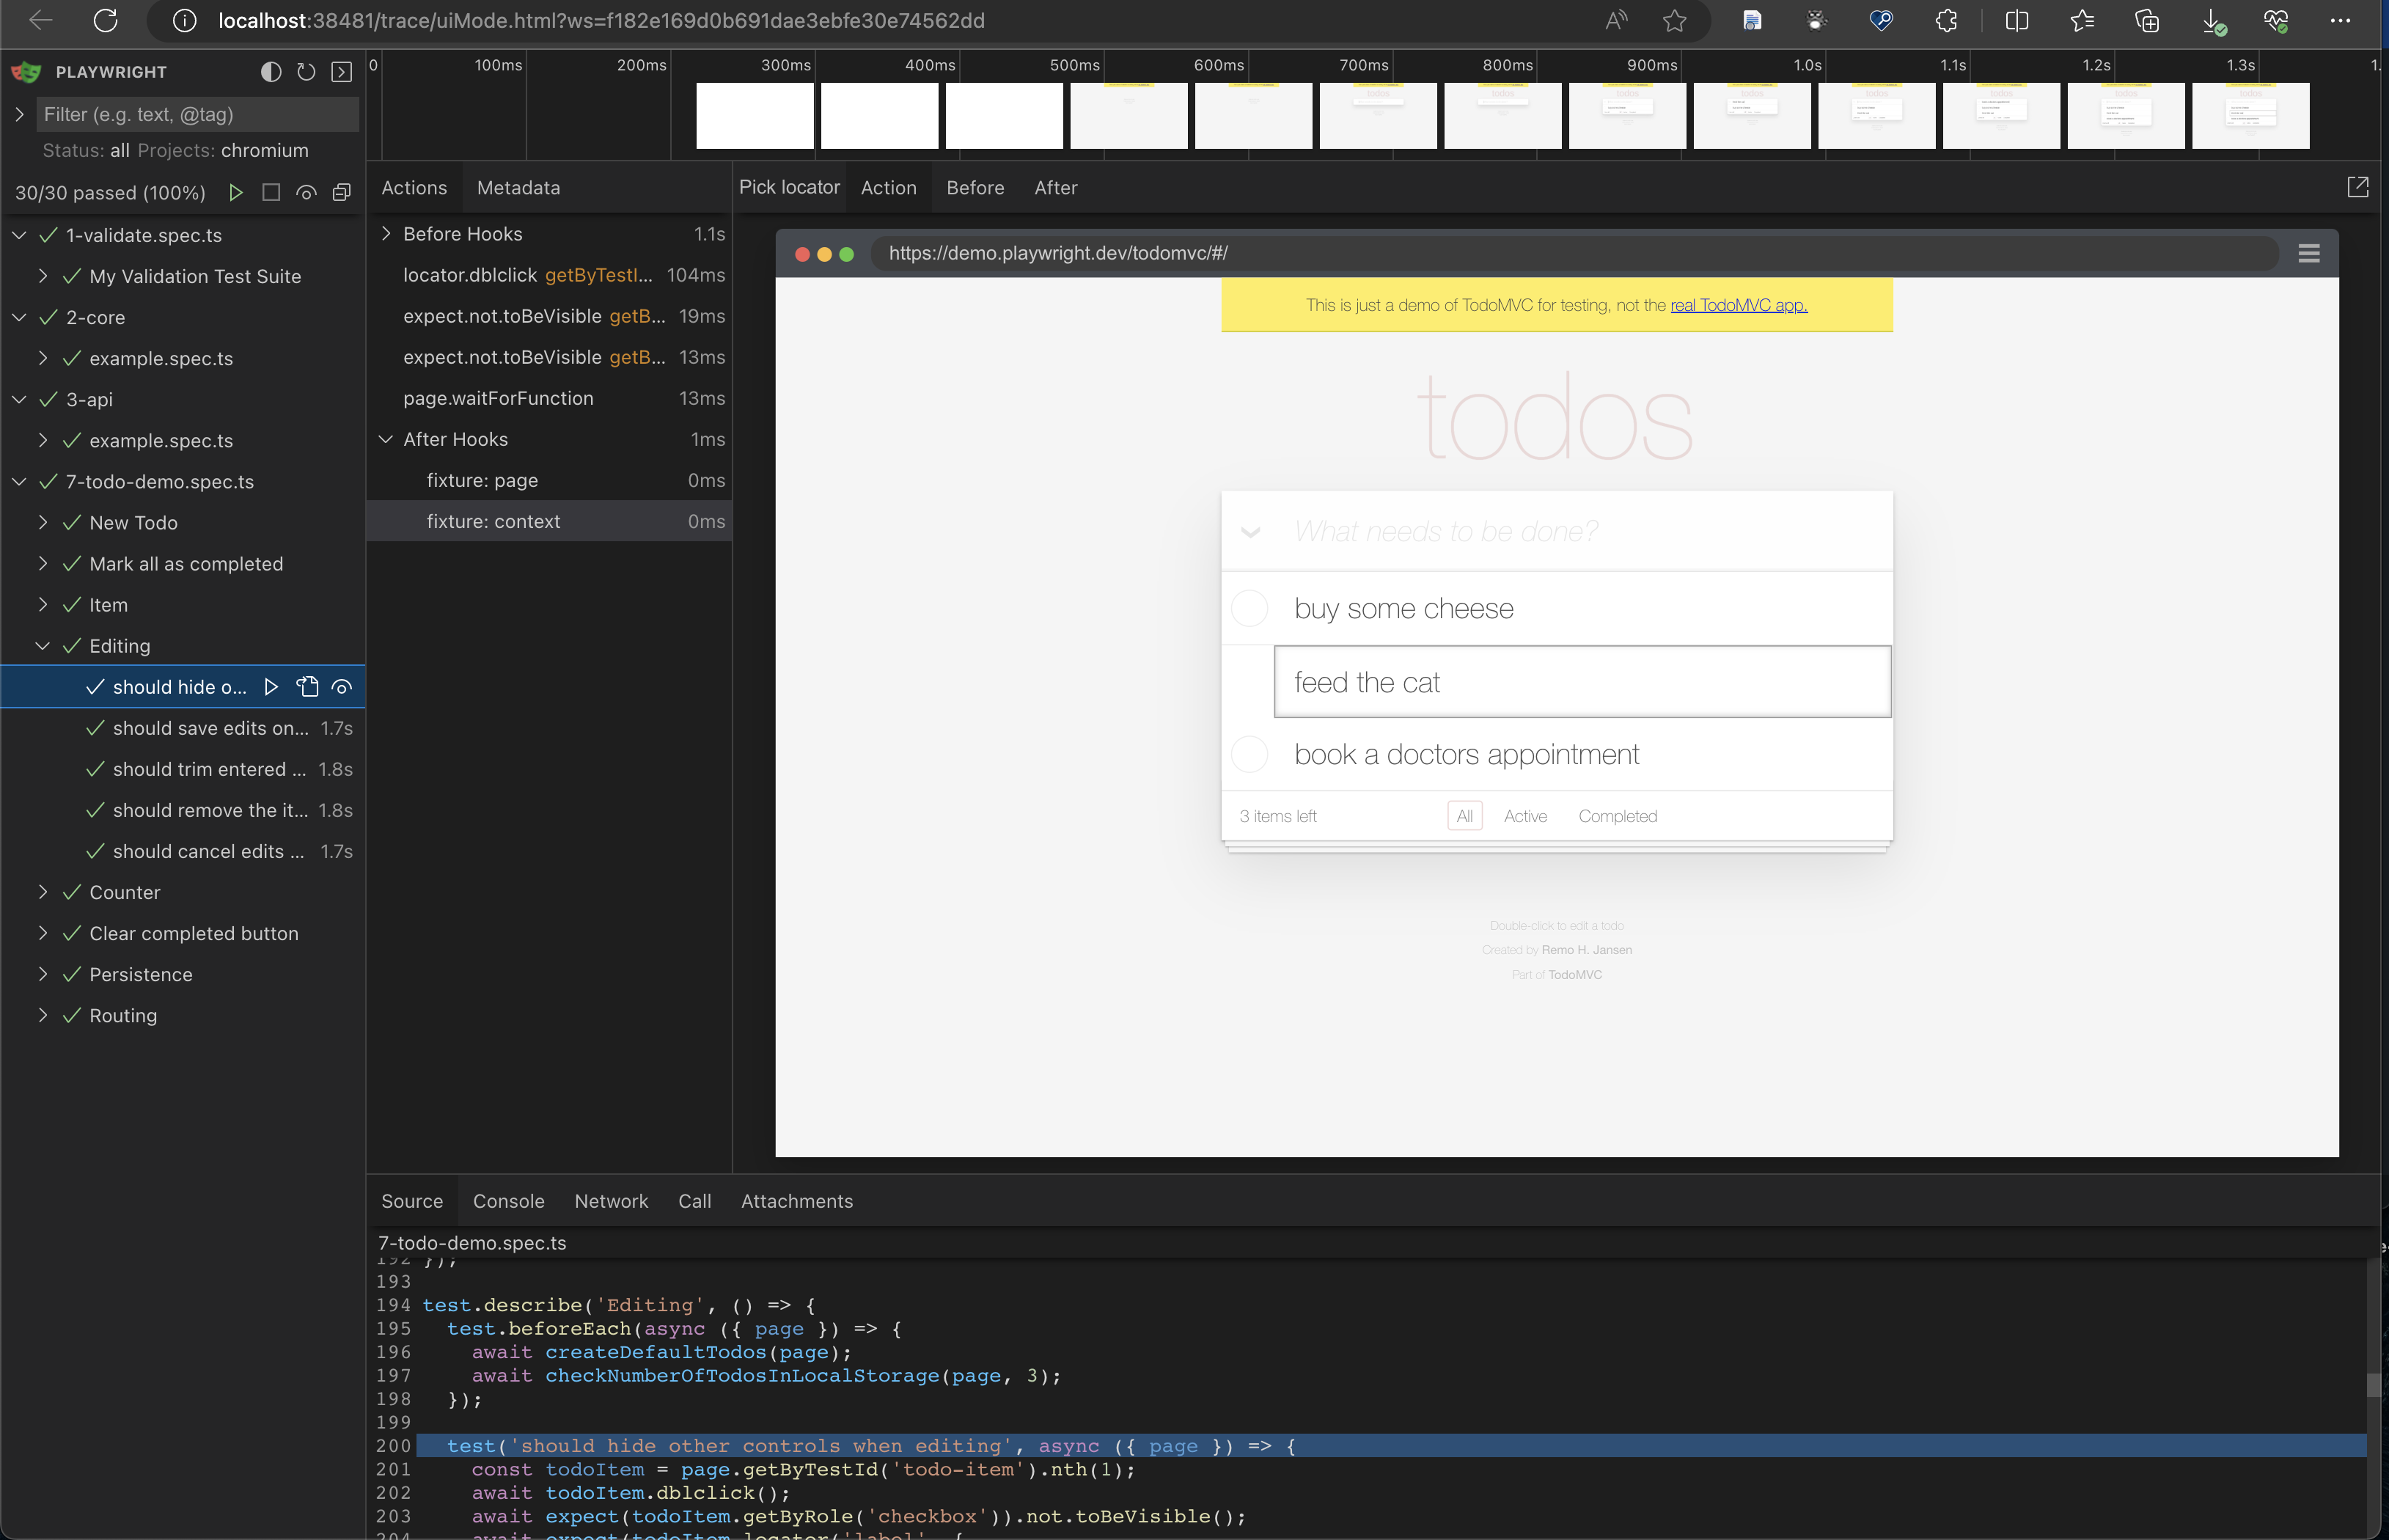 localhost:38481/trace/uiMode.html?ws=f182e169d0b691dae3ebfe30e74562dd
PLAYWRIGHT
Filter (e.g. text, @tag)
Status: all Projects: chromium
30/30 passed (100%)
1-validate.spec.ts
My Validation Test Suite
2-core
example.spec.ts
3-api
example.spec.ts
7-todo-demo.spec.ts
New Todo
Mark all as completed
Item
Editing
should hide o...
should save edits on... 1.7s
should trim entered ... 1.8s
should remove the it... 1.8s
should cancel edits ... 1.7s
Counter
Clear completed button
Persistence
Routing
0 100ms 200ms 300ms 400ms 500ms 600ms 700ms 800ms 900ms 1.0s 1.1s 1.2s 1.3s 1.
Actions Metadata
Before Hooks 1.1s
locator.dblclick getByTestI... 104ms
expect.not.toBeVisible getB... 19ms
expect.not.toBeVisible getB... 13ms
page.waitForFunction 13ms
After Hooks 1ms
fixture: page 0ms
fixture: context 0ms
Pick locator Action Before After
https://demo.playwright.dev/todomvc/#/
This is just a demo of TodoMVC for testing, not the real TodoMVC app.
todos
What needs to be done?
buy some cheese
feed the cat
book a doctors appointment
3 items left All Active Completed
Double-click to edit a todo
Created by Remo H. Jansen
Part of TodoMVC
Source Console Network Call Attachments
7-todo-demo.spec.ts
192 });
193
194 test.describe('Editing', () => {
195 test.beforeEach(async ({ page }) => {
196 await createDefaultTodos(page);
197 await checkNumberOfTodosInLocalStorage(page, 3);
198 });
199
200 test('should hide other controls when editing', async ({ page }) => {
201 const todoItem = page.getByTestId('todo-item').nth(1);
202 await todoItem.dblclick();
203 await expect(todoItem.getByRole('checkbox')).not.toBeVisible();
204 await expect(todoItem.locator('label', {